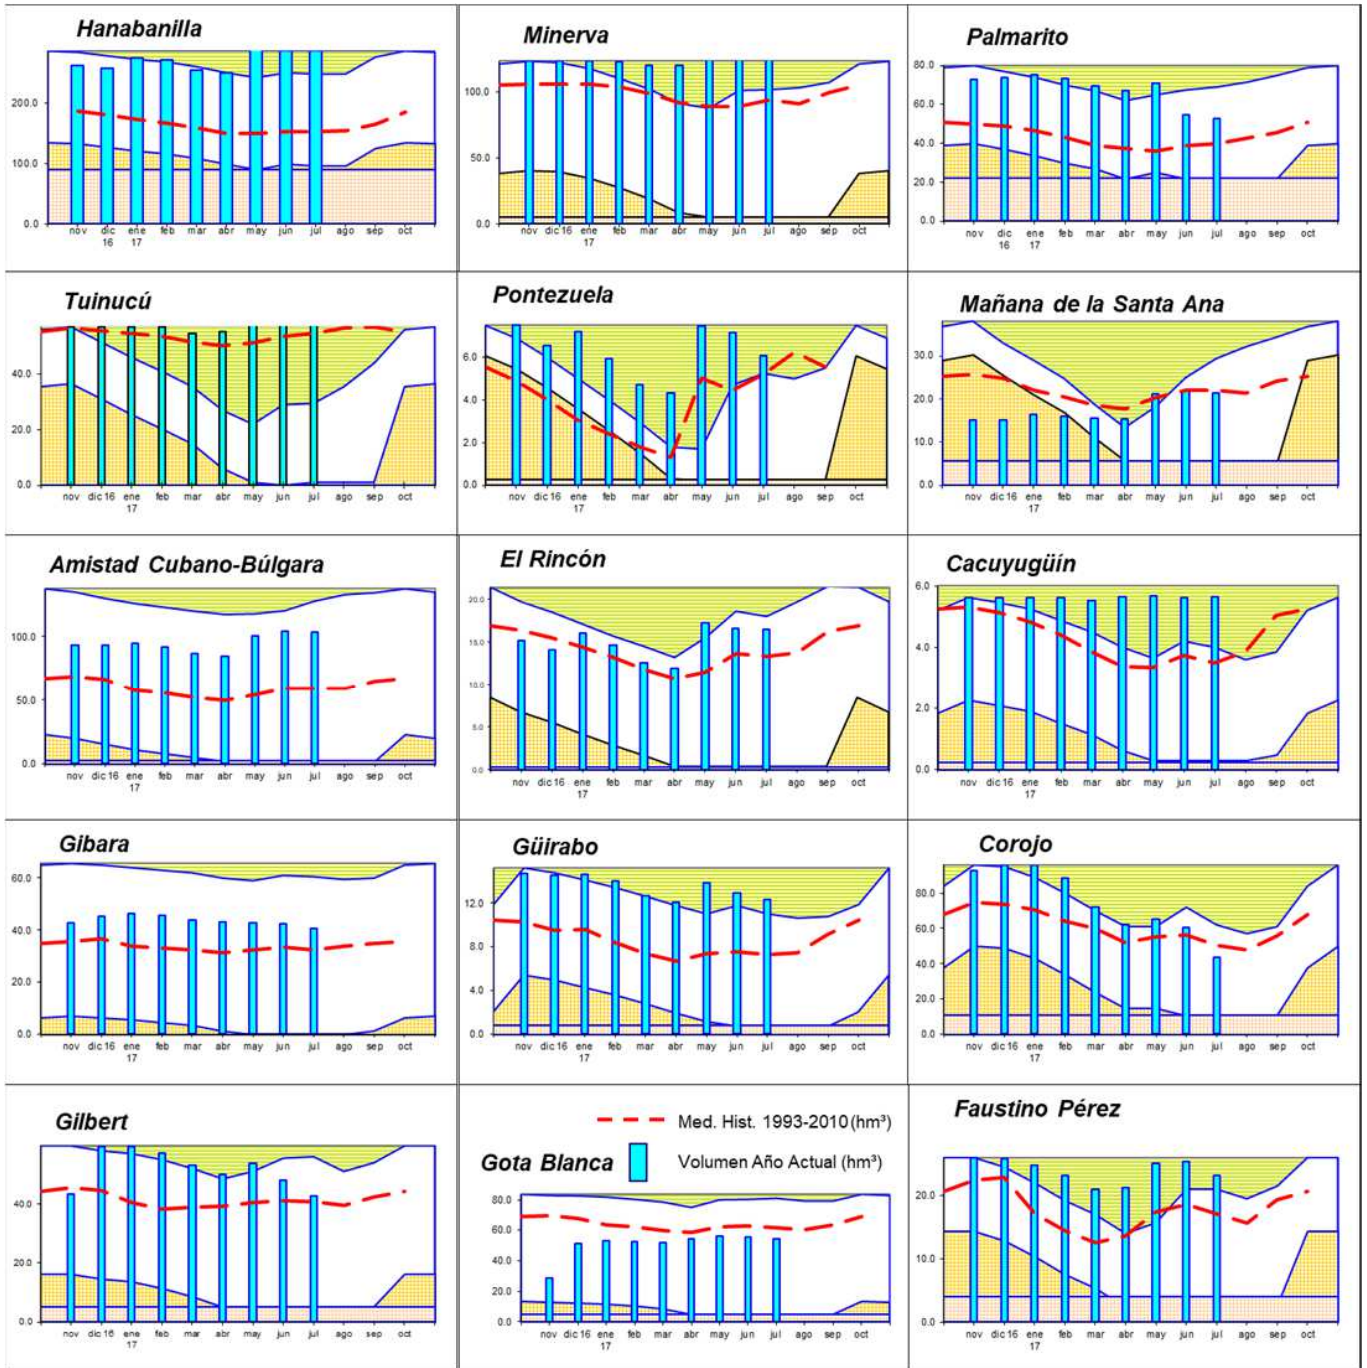 Hanabanilla
200.0
100.0
0.0
nov dic ene feb mar abr may jun jul ago sep oct
16 17
Minerva
100.0
50.0
0.0
nov dic 16 ene feb mar abr may jun jul ago sep oct
17
Palmarito
80.0
60.0
40.0
20.0
0.0
nov dic ene feb mar abr may jun jul ago sep oct
16 17
Tuinucú
40.0
20.0
0.0
nov dic 16 ene feb mar abr may jun jul ago sep oct
17
Pontezuela
6.0
4.0
2.0
0.0
nov dic 16 ene feb mar abr may jun jul ago sep oct
17
Mañana de la Santa Ana
30.0
20.0
10.0
0.0
nov dic 16 ene feb mar abr may jun jul ago sep oct
17
Amistad Cubano-Búlgara
100.0
50.0
0.0
nov dic 16 ene feb mar abr may jun jul ago sep oct
17
El Rincón
20.0
15.0
10.0
5.0
0.0
nov dic 16 ene feb mar abr may jun jul ago sep oct
17
Cacuyugüín
6.0
4.0
2.0
0.0
nov dic 16 ene feb mar abr may jun jul ago sep oct
17
Gibara
60.0
40.0
20.0
0.0
nov dic 16 ene feb mar abr may jun jul ago sep oct
17
Güirabo
12.0
8.0
4.0
0.0
nov dic 16 ene feb mar abr may jun jul ago sep oct
17
Corojo
80.0
60.0
40.0
20.0
0.0
nov dic 16 ene feb mar abr may jun jul ago sep oct
17
Gilbert
40.0
20.0
0.0
nov dic 16 ene feb mar abr may jun jul ago sep oct
17
Med. Hist. 1993-2010 (hm³)
Gota Blanca
Volumen Año Actual (hm³)
80.0
60.0
40.0
20.0
0.0
nov dic 16 ene feb mar abr may jun jul ago sep oct
17
Faustino Pérez
20.0
10.0
0.0
nov dic 16 ene feb mar abr may jun jul ago sep oct
17